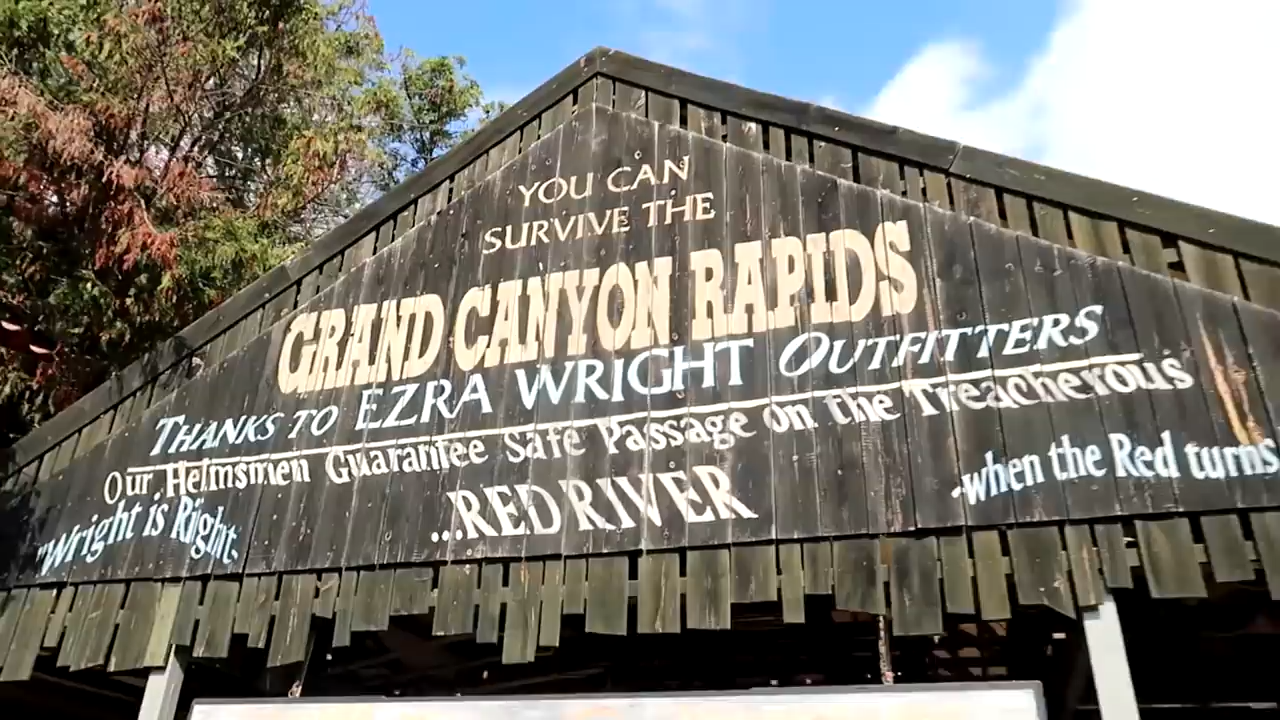 YOU CAN
SURVIVE THE
GRAND CANYON RAPIDS
THANKS TO EZRA WRIGHT OUTFITTERS
Our Helmsmen Guarantee Safe Passage on the Treacherous
...RED RIVER
"Wright is Right-
-when the Red turns